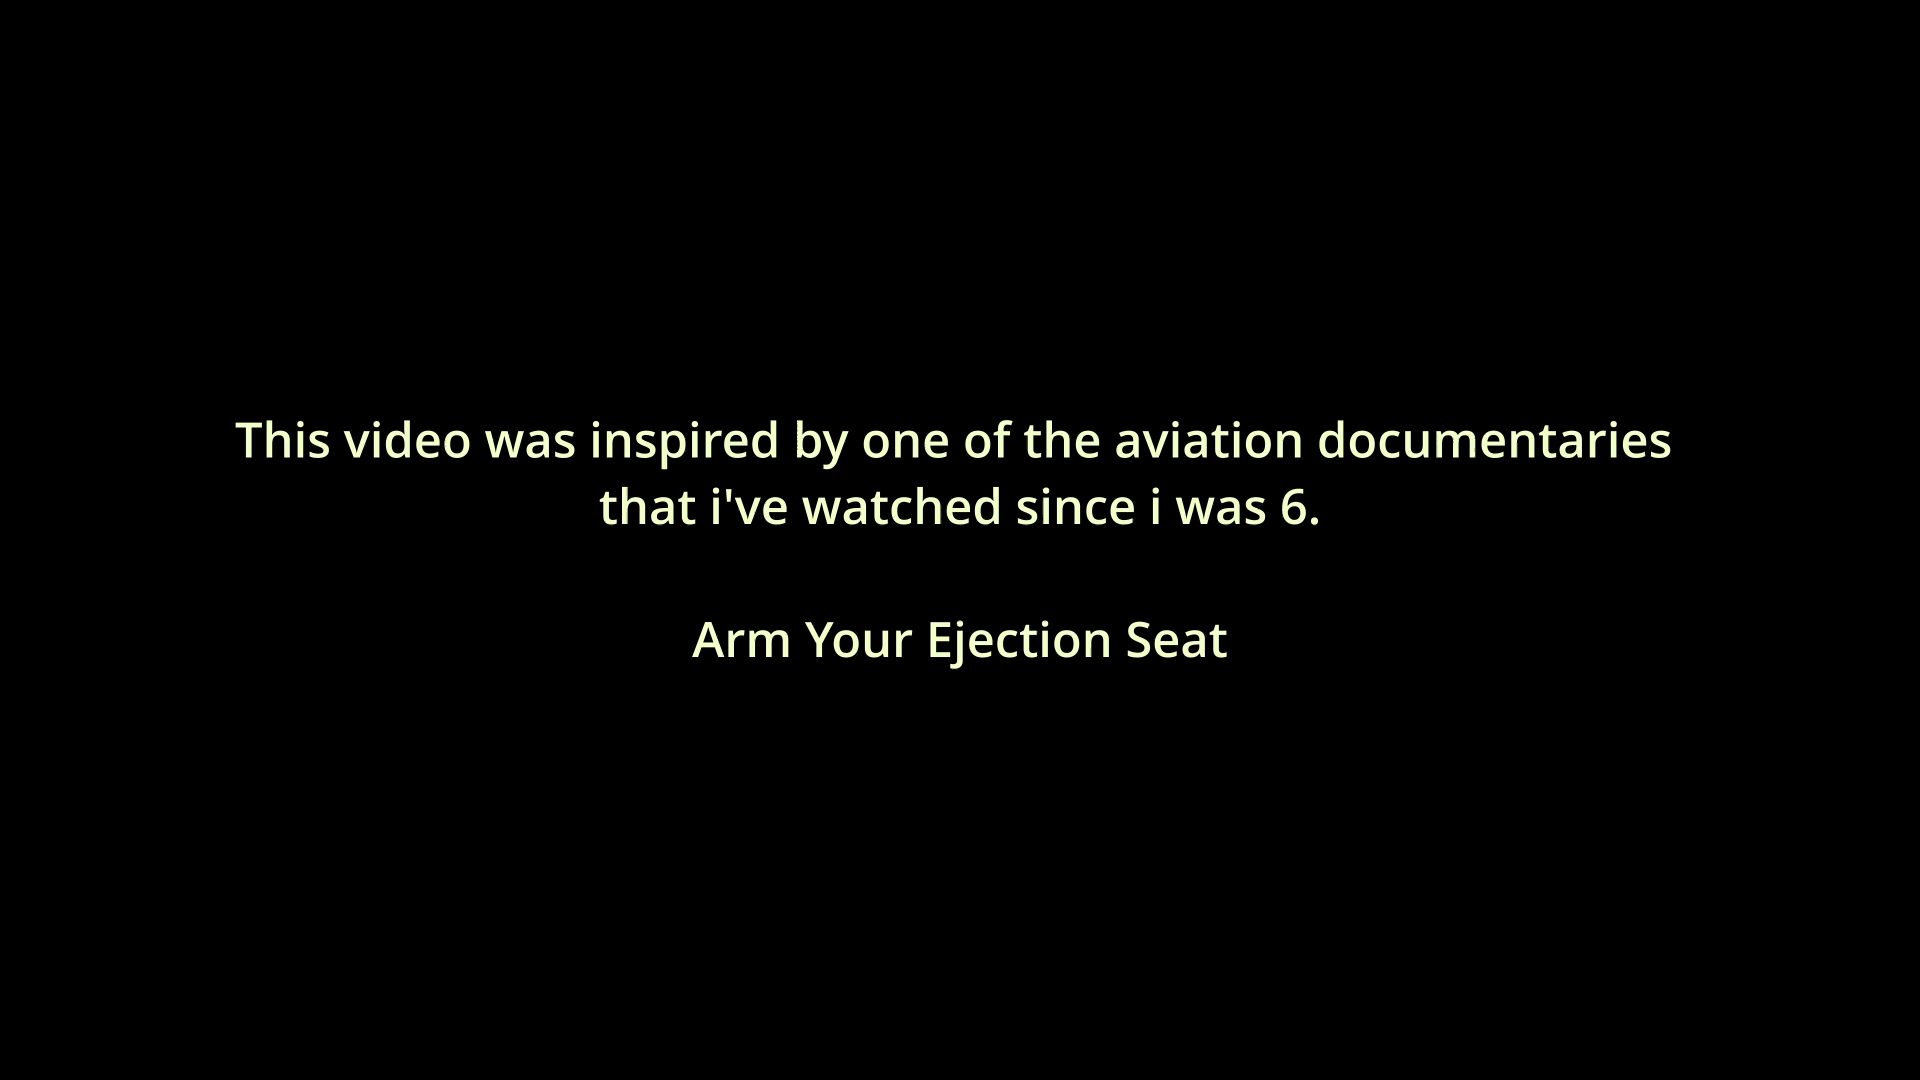 This video was inspired by one of the aviation documentaries
that i've watched since i was 6.
Arm Your Ejection Seat